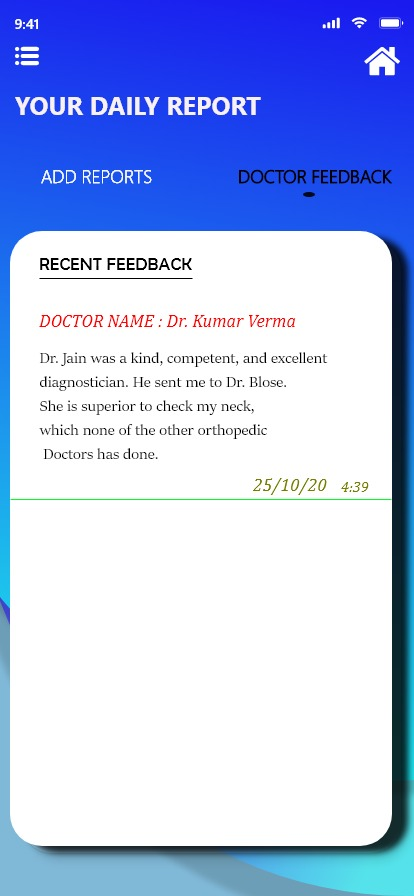 9:41
YOUR DAILY REPORT
ADD REPORTS DOCTOR FEEDBACK
RECENT FEEDBACK
DOCTOR NAME : Dr. Kumar Verma
Dr. Jain was a kind, competent, and excellent
diagnostician. He sent me to Dr. Blose.
She is superior to check my neck,
which none of the other orthopedic
Doctors has done.
25/10/20 4:39